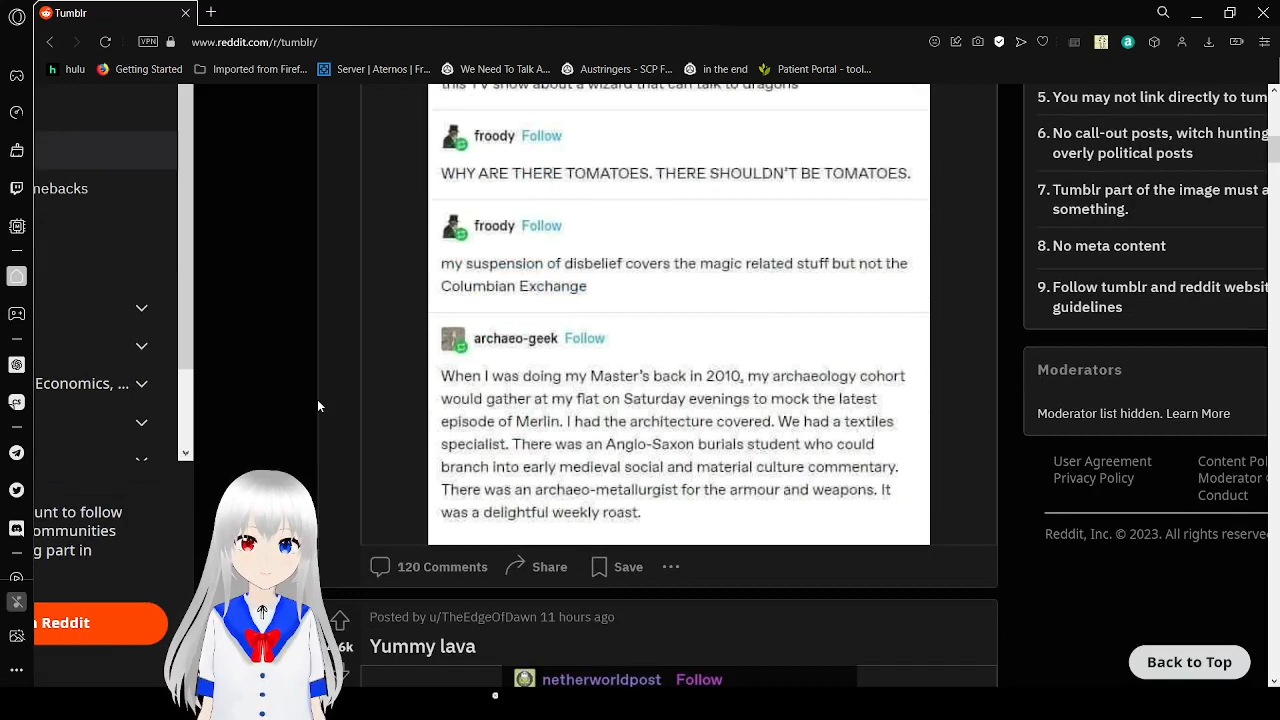 Tumblr
VPN
www.reddit.com/r/tumblr/
hulu
Getting Started
Imported from Firef...
Server | Aternos | Fr...
We Need To Talk A...
Austringers - SCP F...
in the end
Patient Portal - tool...
this TV show about a wizard that can talk to dragons
froody Follow
WHY ARE THERE TOMATOES. THERE SHOULDN'T BE TOMATOES.
froody Follow
my suspension of disbelief covers the magic related stuff but not the
Columbian Exchange
archaeo-geek Follow
When I was doing my Master's back in 2010, my archaeology cohort
would gather at my flat on Saturday evenings to mock the latest
episode of Merlin. I had the architecture covered. We had a textiles
specialist. There was an Anglo-Saxon burials student who could
branch into early medieval social and material culture commentary.
There was an archaeo-metallurgist for the armour and weapons. It
was a delightful weekly roast.
120 Comments
Share
Save
Posted by u/TheEdgeOfDawn 11 hours ago
6k
Yummy lava
netherworldpost Follow
nebacks
Economics, ...
unt to follow
ommunities
g part in
n Reddit
5. You may not link directly to tum
6. No call-out posts, witch hunting
overly political posts
7. Tumblr part of the image must a
something.
8. No meta content
9. Follow tumblr and reddit websit
guidelines
Moderators
Moderator list hidden. Learn More
User Agreement
Privacy Policy
Content Pol
Moderator
Conduct
Reddit, Inc. © 2023. All rights reserve
Back to Top